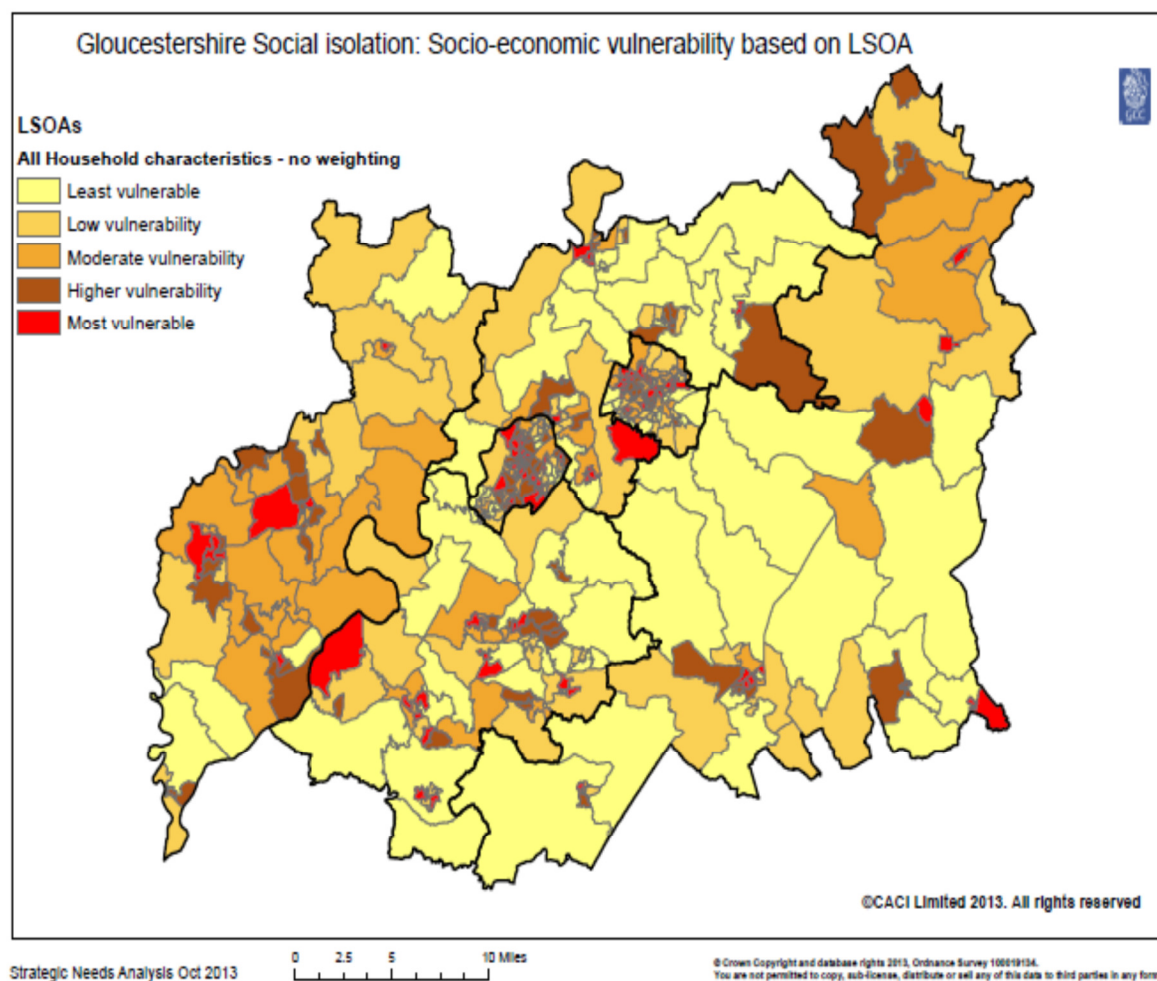 Gloucestershire Social isolation: Socio-economic vulnerability based on LSOA
GCC
LSOAs
All Household characteristics - no weighting
Least vulnerable
Low vulnerability
Moderate vulnerability
Higher vulnerability
Most vulnerable
©CACI Limited 2013. All rights reserved
Strategic Needs Analysis Oct 2013
0 2.5 5 10 Miles
© Crown Copyright and database rights 2013, Ordnance Survey 100019134.
You are not permitted to copy, sub-license, distribute or sell any of this data to third parties in any form